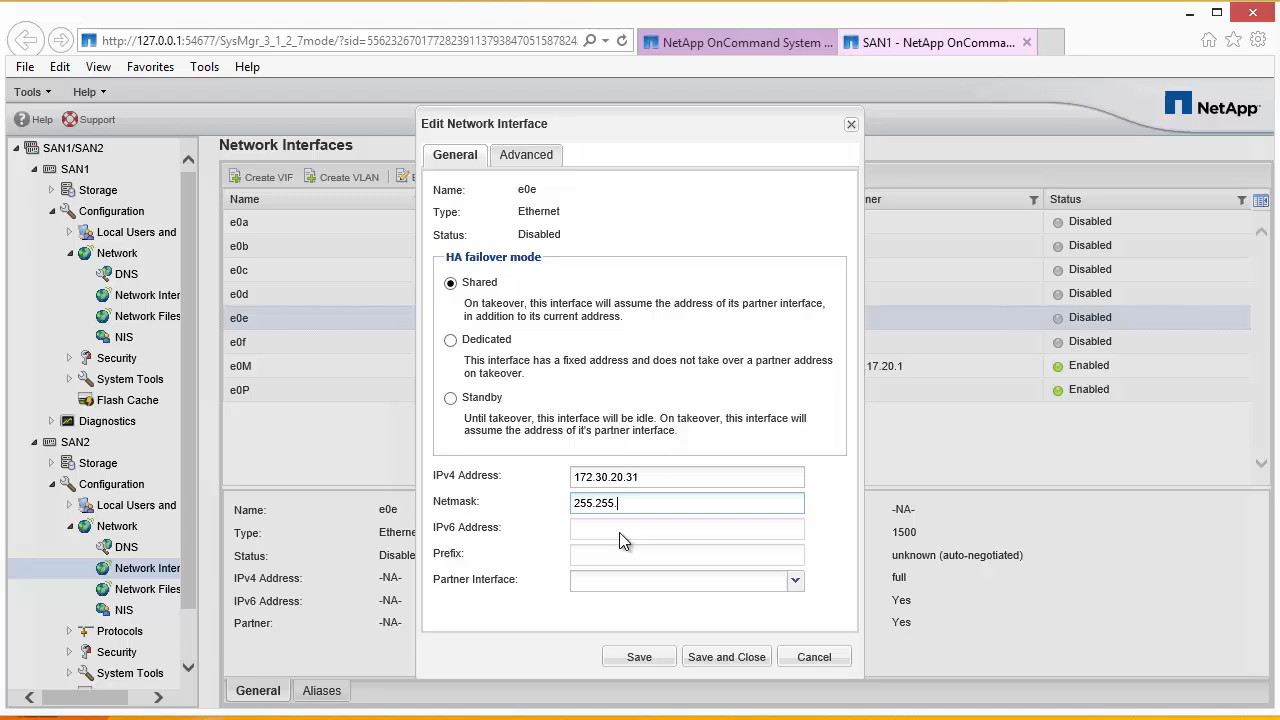 http://127.0.0.1:54677/SysMgr_3_1_2_7mode/?sid=55623267017728239113793847051587824
NetApp OnCommand System ...
SAN1 - NetApp OnComma...
File Edit View Favorites Tools Help
Tools Help
NetApp
Help Support
SAN1/SAN2
SAN1
Storage
Configuration
Local Users and
Network
DNS
Network Inter
Network Files
NIS
Security
System Tools
Flash Cache
Diagnostics
SAN2
Storage
Configuration
Local Users and
Network
DNS
Network Inter
Network Files
NIS
Protocols
Security
System Tools
Network Interfaces
Create VIF Create VLAN
Name ner Status
e0a Disabled
e0b Disabled
e0c Disabled
e0d Disabled
e0e Disabled
e0f Disabled
e0M 17.20.1 Enabled
e0P Enabled
Name: e0e -NA-
Type: Etherne 1500
Status: Disable unknown (auto-negotiated)
IPv4 Address: -NA- full
IPv6 Address: -NA- Yes
Partner: -NA- Yes
General Aliases
Edit Network Interface
General Advanced
Name: e0e
Type: Ethernet
Status: Disabled
HA failover mode
Shared
On takeover, this interface will assume the address of its partner interface,
in addition to its current address.
Dedicated
This interface has a fixed address and does not take over a partner address
on takeover.
Standby
Until takeover, this interface will be idle. On takeover, this interface will
assume the address of it's partner interface.
IPv4 Address: 172.30.20.31
Netmask: 255.255.
IPv6 Address:
Prefix:
Partner Interface:
Save Save and Close Cancel